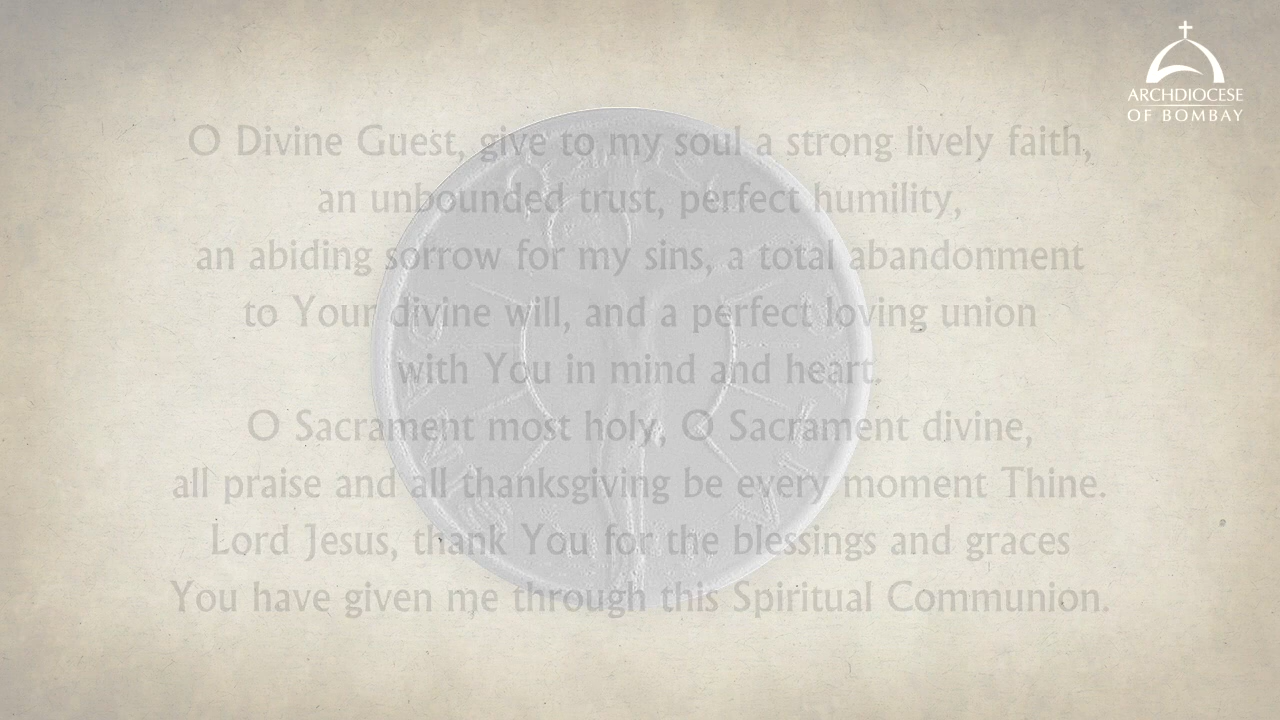 ARCHDIOCESE
OF BOMBAY
O Divine Guest, give to my soul a strong lively faith,
an unbounded trust, perfect humility,
an abiding sorrow for my sins, a total abandonment
to Your divine will, and a perfect loving union
with You in mind and heart.
O Sacrament most holy, O Sacrament divine,
all praise and all thanksgiving be every moment Thine.
Lord Jesus, thank You for the blessings and graces
You have given me through this Spiritual Communion.